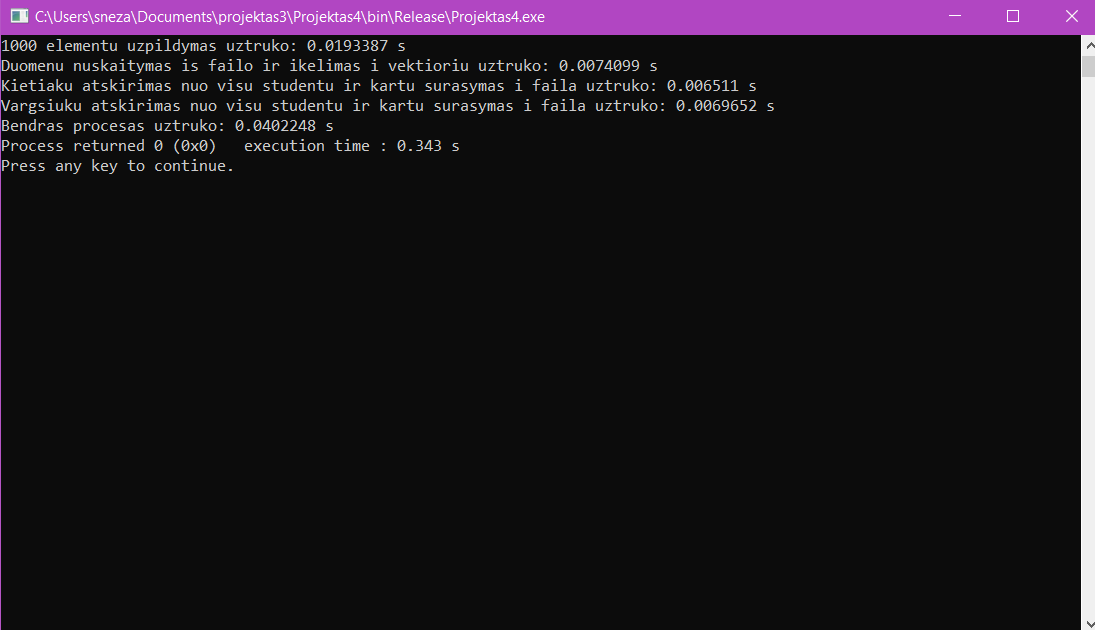 C:\Users\sneza\Documents\projektas3\Projektas4\bin\Release\Projektas4.exe
1000 elementu uzpildymas uztruko: 0.0193387 s
Duomenu nuskaitymas is failo ir ikelimas i vektioriu uztruko: 0.0074099 s
Kietiaku atskirimas nuo visu studentu ir kartu surasymas i faila uztruko: 0.006511 s
Vargsiuku atskirimas nuo visu studentu ir kartu surasymas i faila uztruko: 0.0069652 s
Bendras procesas uztruko: 0.0402248 s
Process returned 0 (0x0)   execution time : 0.343 s
Press any key to continue.